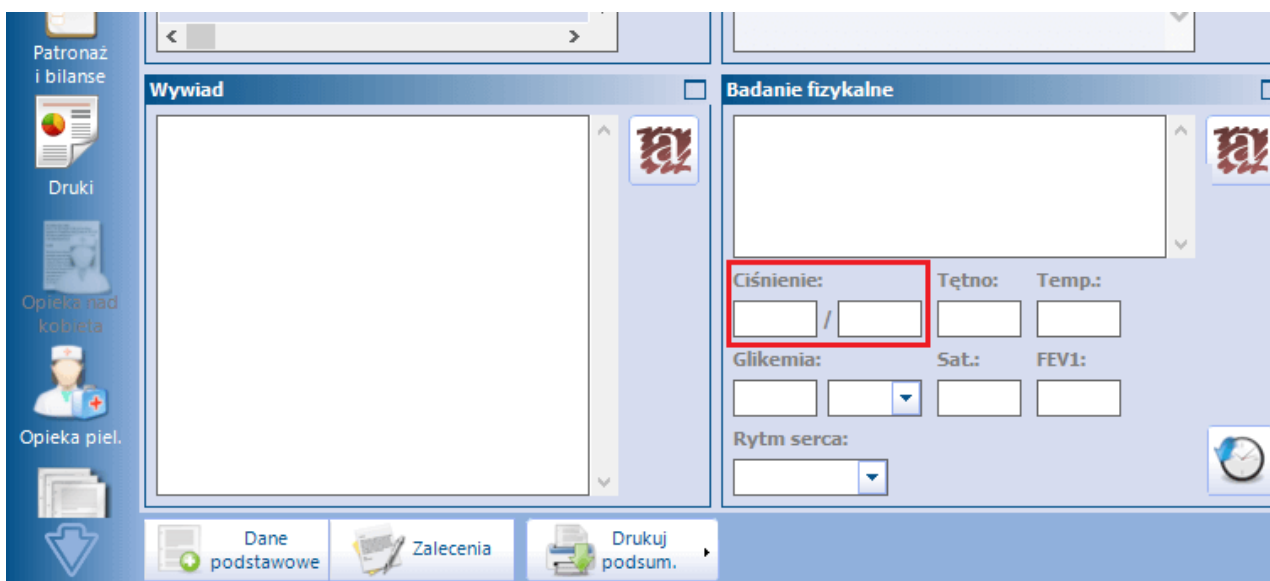 Patronaż
i bilanse
Druki
Opieka nad
kobietą
Opieka piel.
Wywiad
Badanie fizykalne
Ciśnienie: Tętno: Temp.:
/
Glikemia: Sat.: FEV1:
Rytm serca:
Dane
podstawowe
Zalecenia
Drukuj
podsum.